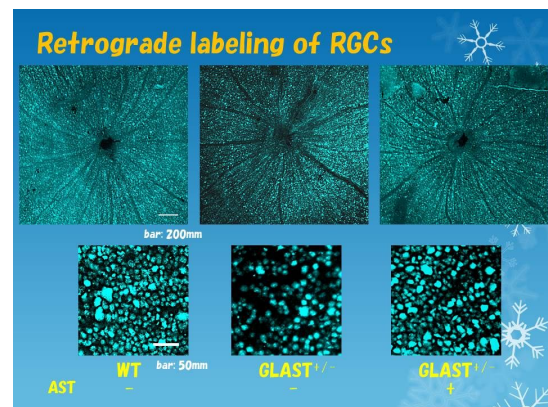 Retrograde labeling of RGCs
bar: 200mm
bar: 50mm
WT GLAST+/- GLAST+/-
AST - - +